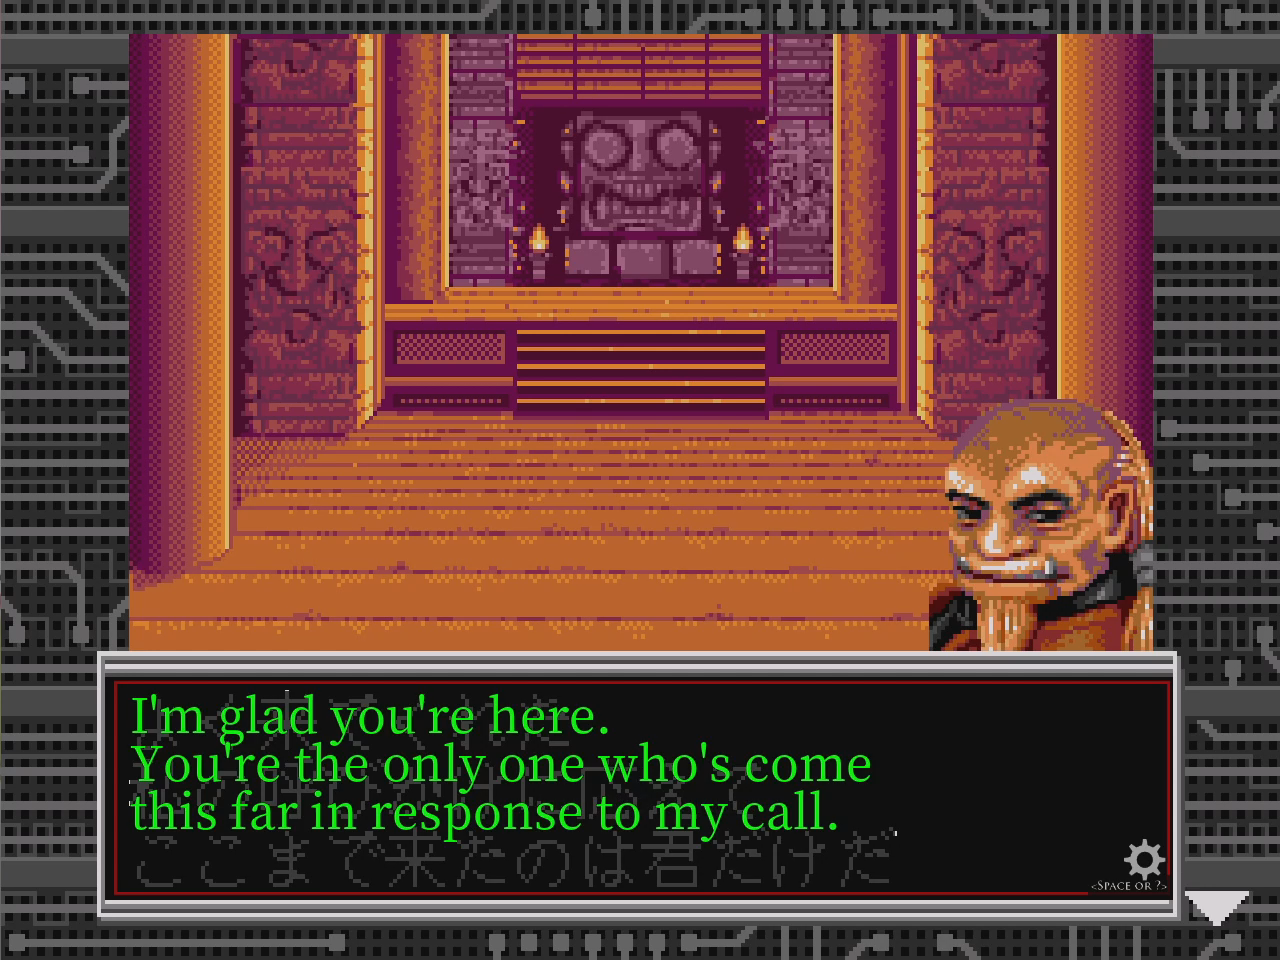 I'm glad you're here.
You're the only one who's come
this far in response to my call.
ここまで来たのは君だけだ
<Space or ?>